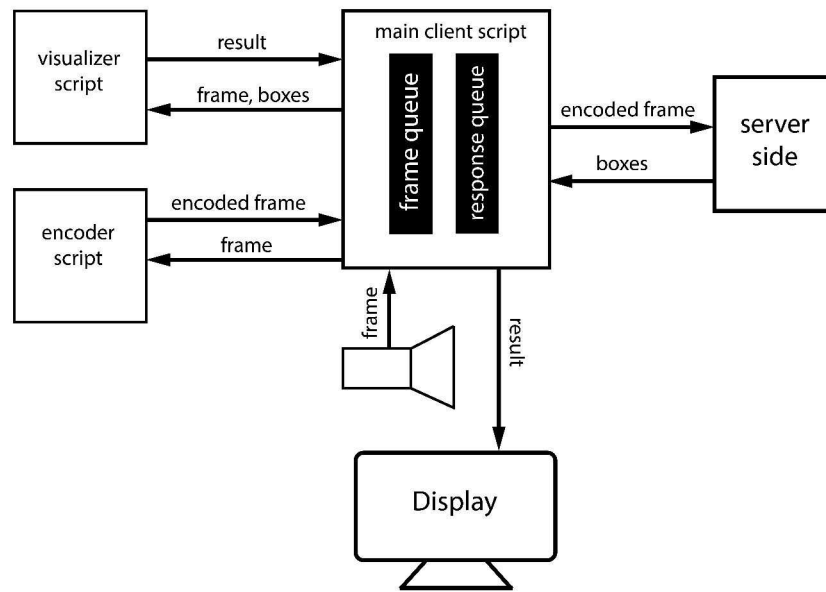 main client script
visualizer
script
result
frame, boxes
frame queue
response queue
encoded frame
boxes
server
side
encoder
script
encoded frame
frame
frame
result
Display